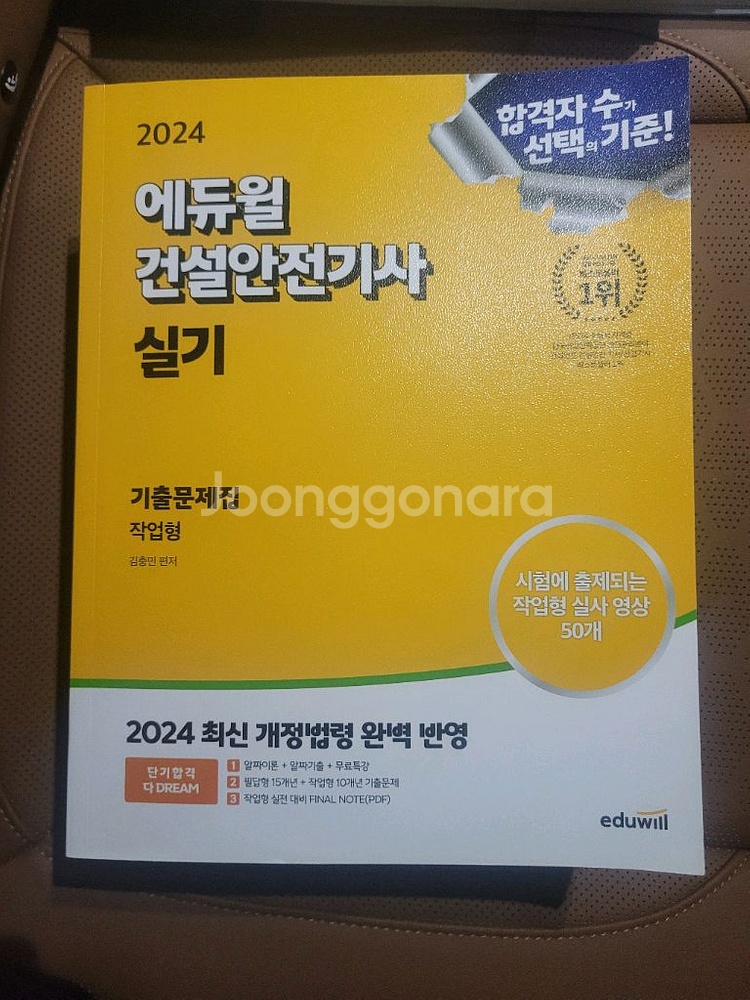 2024
합격자 수가
선택의 기준!
에듀윌
건설안전기사
실기
1위
기출문제집
작업형
김충민 편저
Joonggonara
시험에 출제되는
작업형 실사 영상
50개
2024 최신 개정법령 완벽 반영
단기합격
다 DREAM
1 알짜이론 + 알짜기출 + 무료특강
2 필답형 15개년 + 작업형 10개년 기출문제
3 작업형 실전 대비 FINAL NOTE(PDF)
eduwill